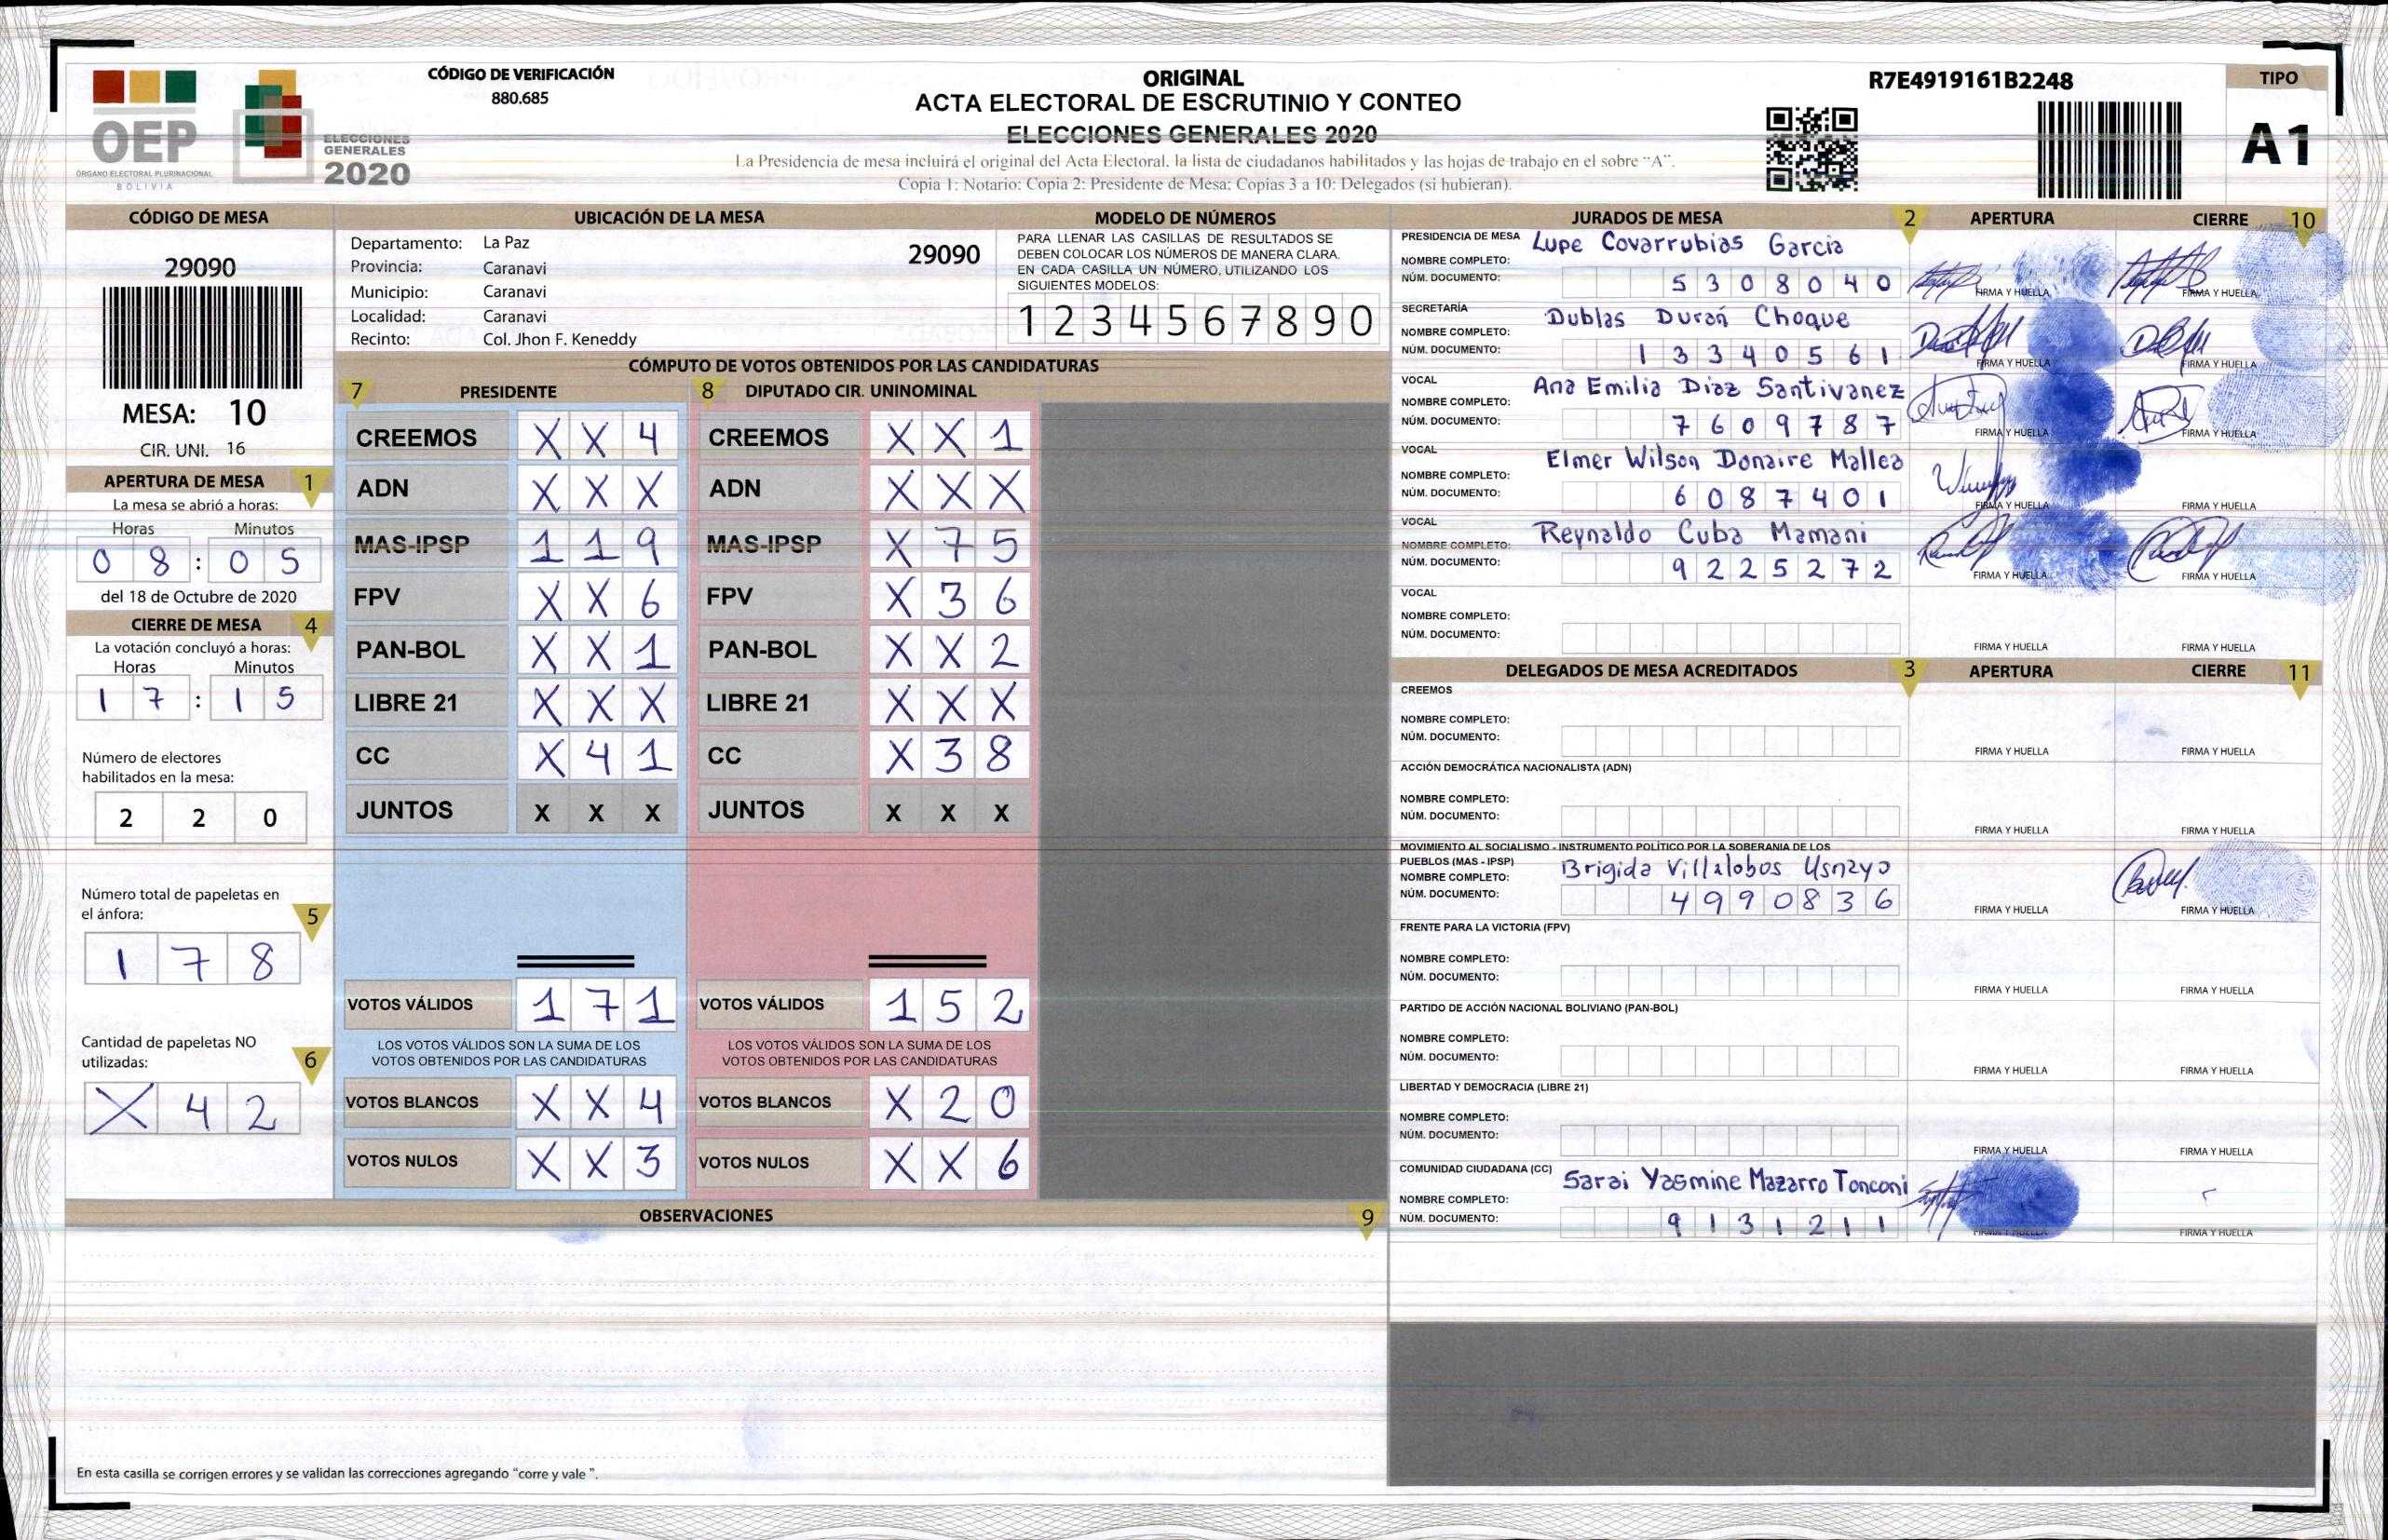 CÓDIGO DE VERIFICACIÓN
880.685
OEP
ÓRGANO ELECTORAL PLURINACIONAL
BOLIVIA
ELECCIONES
GENERALES
2020
ORIGINAL
ACTA ELECTORAL DE ESCRUTINIO Y CONTEO
ELECCIONES GENERALES 2020
La Presidencia de mesa incluirá el original del Acta Electoral, la lista de ciudadanos habilitados y las hojas de trabajo en el sobre "A".
Copia 1: Notario; Copia 2: Presidente de Mesa; Copias 3 a 10: Delegados (si hubieran).
R7E4919161B2248
TIPO
A1
CÓDIGO DE MESA
29090
MESA: 10
CIR. UNI. 16
APERTURA DE MESA 1
La mesa se abrió a horas:
Horas Minutos
08:05
del 18 de Octubre de 2020
CIERRE DE MESA 4
La votación concluyó a horas:
Horas Minutos
17:15
Número de electores
habilitados en la mesa:
2 2 0
Número total de papeletas en
el ánfora: 5
1 7 8
Cantidad de papeletas NO
utilizadas: 6
X 4 2
UBICACIÓN DE LA MESA
Departamento: La Paz 29090
Provincia: Caranavi
Municipio: Caranavi
Localidad: Caranavi
Recinto: Col. Jhon F. Keneddy
MODELO DE NÚMEROS
PARA LLENAR LAS CASILLAS DE RESULTADOS SE
DEBEN COLOCAR LOS NÚMEROS DE MANERA CLARA.
EN CADA CASILLA UN NÚMERO, UTILIZANDO LOS
SIGUIENTES MODELOS:
1 2 3 4 5 6 7 8 9 0
CÓMPUTO DE VOTOS OBTENIDOS POR LAS CANDIDATURAS
7 PRESIDENTE
CREEMOS X X 4
ADN X X X
MAS-IPSP 1 1 9
FPV X X 6
PAN-BOL X X 1
LIBRE 21 X X X
CC X 4 1
JUNTOS X X X
VOTOS VÁLIDOS 1 7 1
LOS VOTOS VÁLIDOS SON LA SUMA DE LOS
VOTOS OBTENIDOS POR LAS CANDIDATURAS
VOTOS BLANCOS X X 4
VOTOS NULOS X X 3
8 DIPUTADO CIR. UNINOMINAL
CREEMOS X X 1
ADN X X X
MAS-IPSP X 7 5
FPV X 3 6
PAN-BOL X X 2
LIBRE 21 X X X
CC X 3 8
JUNTOS X X X
VOTOS VÁLIDOS 1 5 2
LOS VOTOS VÁLIDOS SON LA SUMA DE LOS
VOTOS OBTENIDOS POR LAS CANDIDATURAS
VOTOS BLANCOS X 2 0
VOTOS NULOS X X 6
OBSERVACIONES 9
En esta casilla se corrigen errores y se validan las correcciones agregando "corre y vale".
JURADOS DE MESA 2 APERTURA CIERRE 10
PRESIDENCIA DE MESA Lupe Covarrubias Garcia
NOMBRE COMPLETO:
NÚM. DOCUMENTO: 5308040
FIRMA Y HUELLA FIRMA Y HUELLA
SECRETARÍA
NOMBRE COMPLETO: Dublas Durán Choque
NÚM. DOCUMENTO: 13340561
FIRMA Y HUELLA FIRMA Y HUELLA
VOCAL
NOMBRE COMPLETO: Ana Emilia Diaz Santivanez
NÚM. DOCUMENTO: 7609787
FIRMA Y HUELLA FIRMA Y HUELLA
VOCAL
NOMBRE COMPLETO: Elmer Wilson Donaire Mallea
NÚM. DOCUMENTO: 6087401
FIRMA Y HUELLA FIRMA Y HUELLA
VOCAL
NOMBRE COMPLETO: Reynaldo Cuba Mamani
NÚM. DOCUMENTO: 9225272
FIRMA Y HUELLA FIRMA Y HUELLA
VOCAL
NOMBRE COMPLETO:
NÚM. DOCUMENTO:
FIRMA Y HUELLA FIRMA Y HUELLA
DELEGADOS DE MESA ACREDITADOS 3 APERTURA CIERRE 11
CREEMOS
NOMBRE COMPLETO:
NÚM. DOCUMENTO:
FIRMA Y HUELLA FIRMA Y HUELLA
ACCIÓN DEMOCRÁTICA NACIONALISTA (ADN)
NOMBRE COMPLETO:
NÚM. DOCUMENTO:
FIRMA Y HUELLA FIRMA Y HUELLA
MOVIMIENTO AL SOCIALISMO - INSTRUMENTO POLÍTICO POR LA SOBERANIA DE LOS
PUEBLOS (MAS - IPSP)
NOMBRE COMPLETO: Brigida Villalobos Usnayo
NÚM. DOCUMENTO: 4990836
FIRMA Y HUELLA FIRMA Y HUELLA
FRENTE PARA LA VICTORIA (FPV)
NOMBRE COMPLETO:
NÚM. DOCUMENTO:
FIRMA Y HUELLA FIRMA Y HUELLA
PARTIDO DE ACCIÓN NACIONAL BOLIVIANO (PAN-BOL)
NOMBRE COMPLETO:
NÚM. DOCUMENTO:
FIRMA Y HUELLA FIRMA Y HUELLA
LIBERTAD Y DEMOCRACIA (LIBRE 21)
NOMBRE COMPLETO:
NÚM. DOCUMENTO:
FIRMA Y HUELLA FIRMA Y HUELLA
COMUNIDAD CIUDADANA (CC)
NOMBRE COMPLETO: Sarai Yasmine Mazarro Tonconi
NÚM. DOCUMENTO: 9131211
FIRMA Y HUELLA FIRMA Y HUELLA